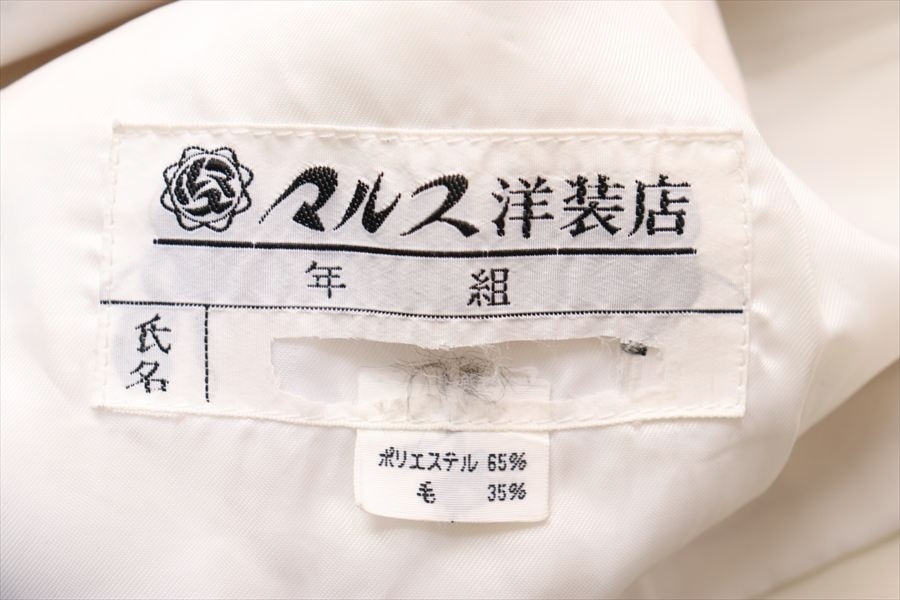 マルス洋装店
年 組
氏名
ポリエステル 65%
毛 35%